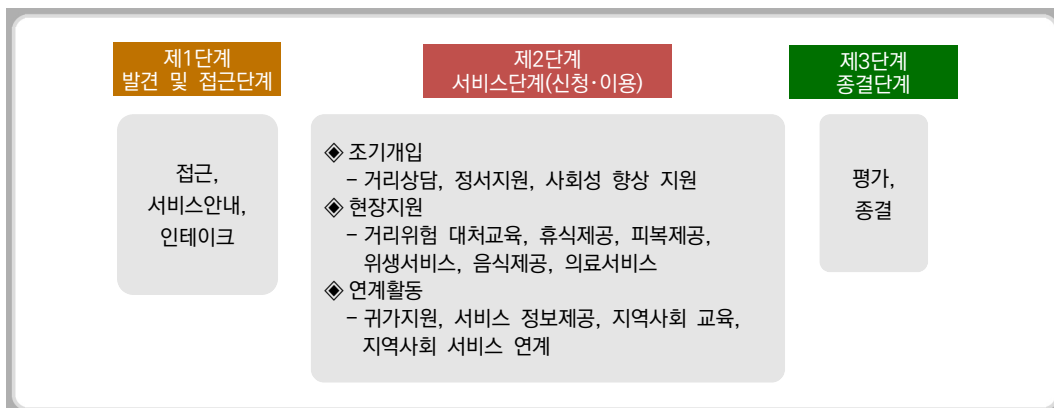 제1단계
발견 및 접근단계
제2단계
서비스단계(신청·이용)
제3단계
종결단계
접근,
서비스안내,
인테이크
◈ 조기개입
- 거리상담, 정서지원, 사회성 향상 지원
◈ 현장지원
- 거리위험 대처교육, 휴식제공, 피복제공,
위생서비스, 음식제공, 의료서비스
◈ 연계활동
- 귀가지원, 서비스 정보제공, 지역사회 교육,
지역사회 서비스 연계
평가,
종결